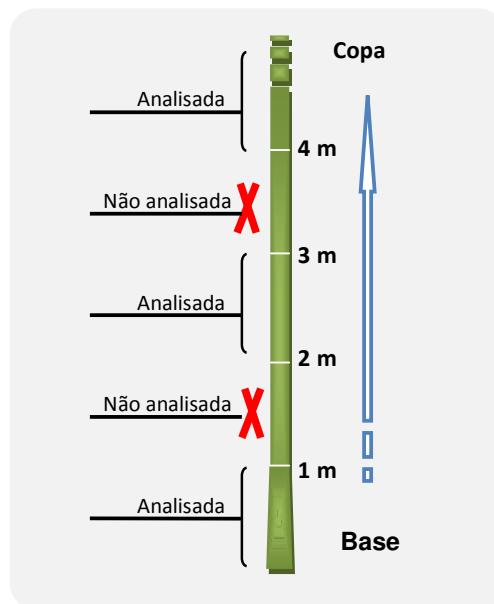 Copa
Analisada
4 m
Não analisada
3 m
Analisada
2 m
Não analisada
1 m
Analisada
Base